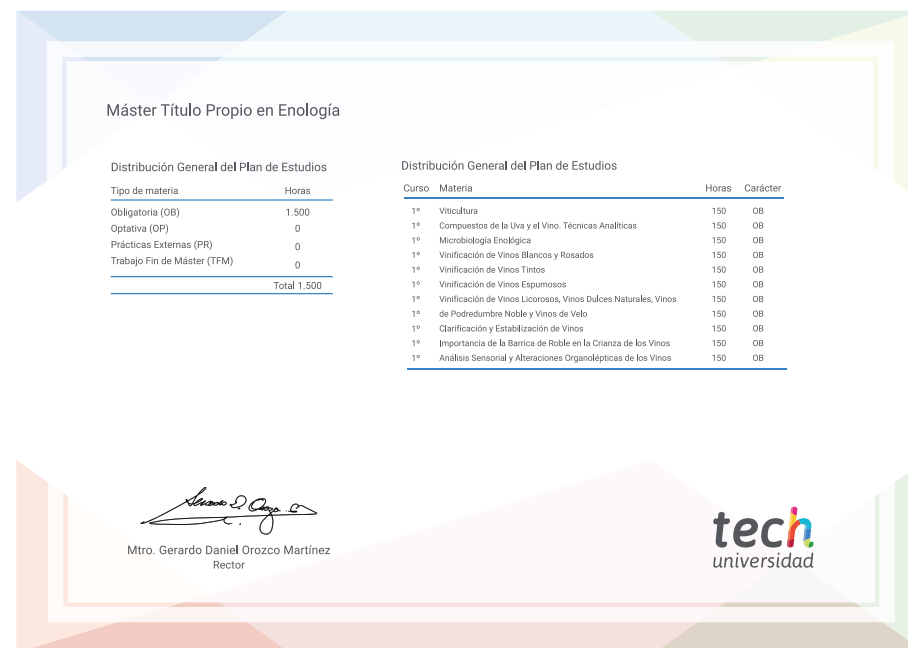 Máster Título Propio en Enología
Distribución General del Plan de Estudios
Tipo de materia Horas
Obligatoria (OB) 1.500
Optativa (OP) 0
Prácticas Externas (PR) 0
Trabajo Fin de Máster (TFM) 0
Total 1.500
Distribución General del Plan de Estudios
Curso Materia Horas Carácter
1º Viticultura 150 OB
1º Compuestos de la Uva y el Vino. Técnicas Analíticas 150 OB
1º Microbiología Enológica 150 OB
1º Vinificación de Vinos Blancos y Rosados 150 OB
1º Vinificación de Vinos Tintos 150 OB
1º Vinificación de Vinos Espumosos 150 OB
1º Vinificación de Vinos Licorosos, Vinos Dulces Naturales, Vinos 150 OB
1º de Podredumbre Noble y Vinos de Velo 150 OB
1º Clarificación y Estabilización de Vinos 150 OB
1º Importancia de la Barrica de Roble en la Crianza de los Vinos 150 OB
1º Análisis Sensorial y Alteraciones Organolépticas de los Vinos 150 OB
Mtro. Gerardo Daniel Orozco Martínez
Rector
tech
universidad